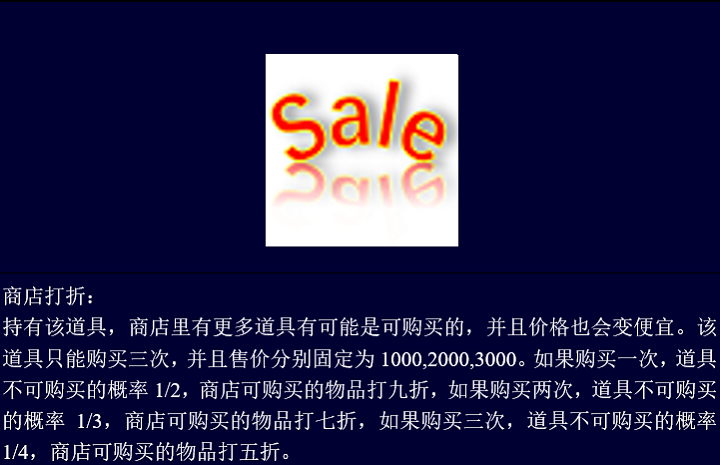 Sale
商店打折：
持有该道具，商店里有更多道具有可能是可购买的，并且价格也会变便宜。该
道具只能购买三次，并且售价分别固定为 1000,2000,3000。如果购买一次，道具
不可购买的概率 1/2，商店可购买的物品打九折，如果购买两次，道具不可购买
的概率 1/3，商店可购买的物品打七折，如果购买三次，道具不可购买的概率
1/4，商店可购买的物品打五折。